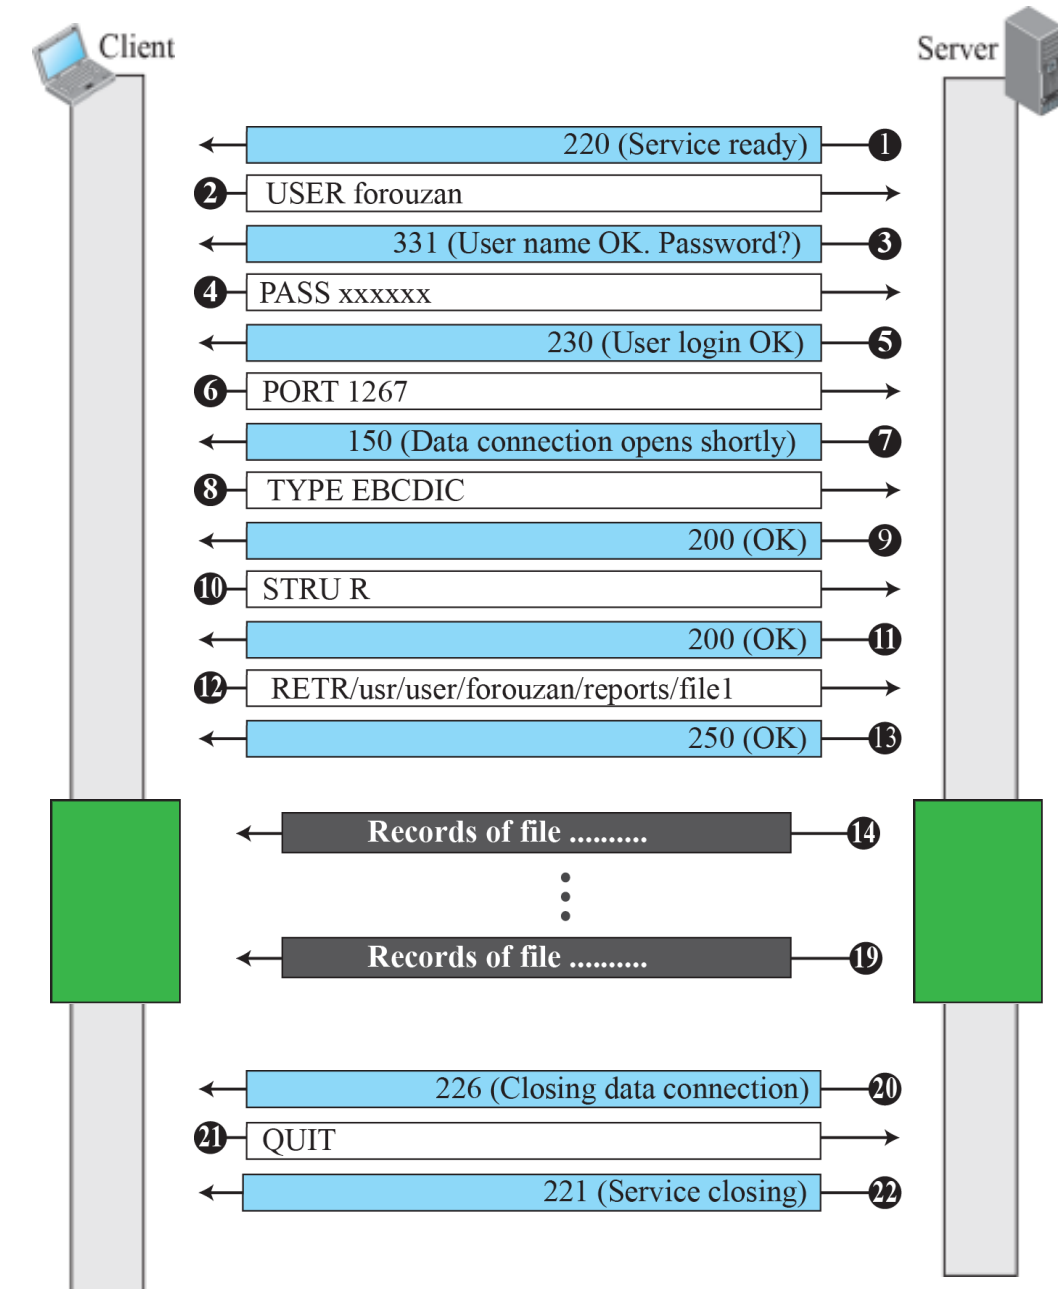 Client
Server
220 (Service ready) 1
2 USER forouzan
331 (User name OK. Password?) 3
4 PASS xxxxxx
230 (User login OK) 5
6 PORT 1267
150 (Data connection opens shortly) 7
8 TYPE EBCDIC
200 (OK) 9
10 STRU R
200 (OK) 11
12 RETR/usr/user/forouzan/reports/file1
250 (OK) 13
Records of file .......... 14
Records of file .......... 19
226 (Closing data connection) 20
21 QUIT
221 (Service closing) 22